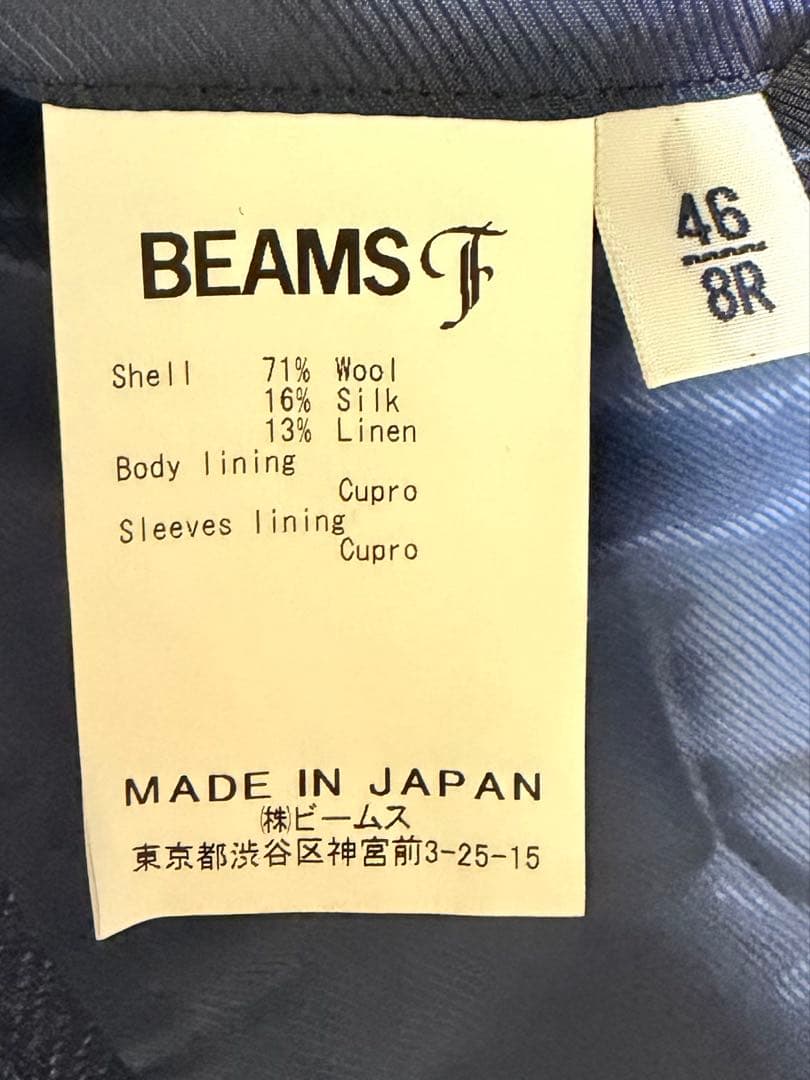 BEAMS F
Shell 71% Wool
16% Silk
13% Linen
Body lining
Cupro
Sleeves lining
Cupro
MADE IN JAPAN
㈱ビームス
東京都渋谷区神宮前3-25-15
46
8R